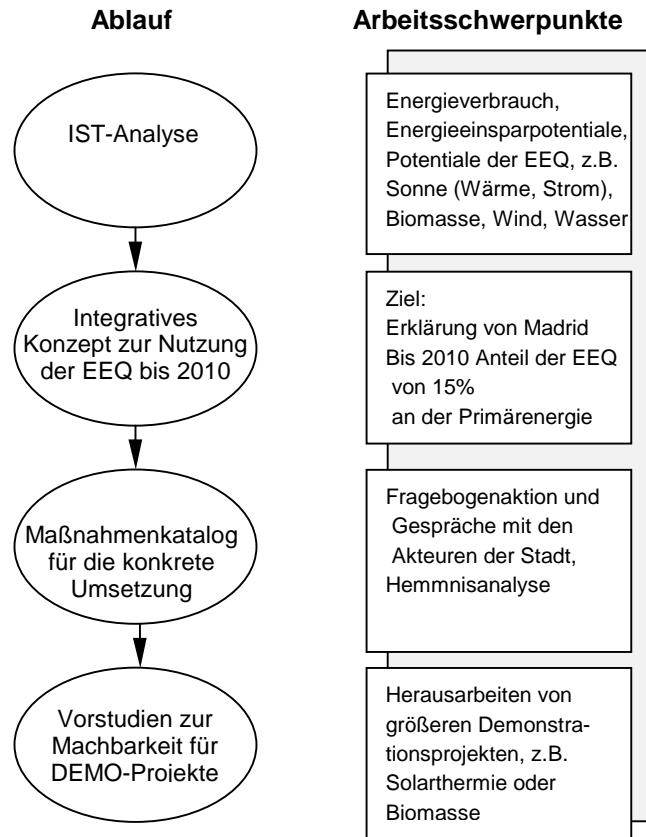 Ablauf
Arbeitsschwerpunkte
IST-Analyse
Energieverbrauch,
Energieeinsparpotentiale,
Potentiale der EEQ, z.B.
Sonne (Wärme, Strom),
Biomasse, Wind, Wasser
Integratives
Konzept zur Nutzung
der EEQ bis 2010
Ziel:
Erklärung von Madrid
Bis 2010 Anteil der EEQ
von 15%
an der Primärenergie
Maßnahmenkatalog
für die konkrete
Umsetzung
Fragebogenaktion und
Gespräche mit den
Akteuren der Stadt,
Hemmnisanalyse
Vorstudien zur
Machbarkeit für
DEMO-Projekte
Herausarbeiten von
größeren Demonstra-
tionsprojekten, z.B.
Solarthermie oder
Biomasse